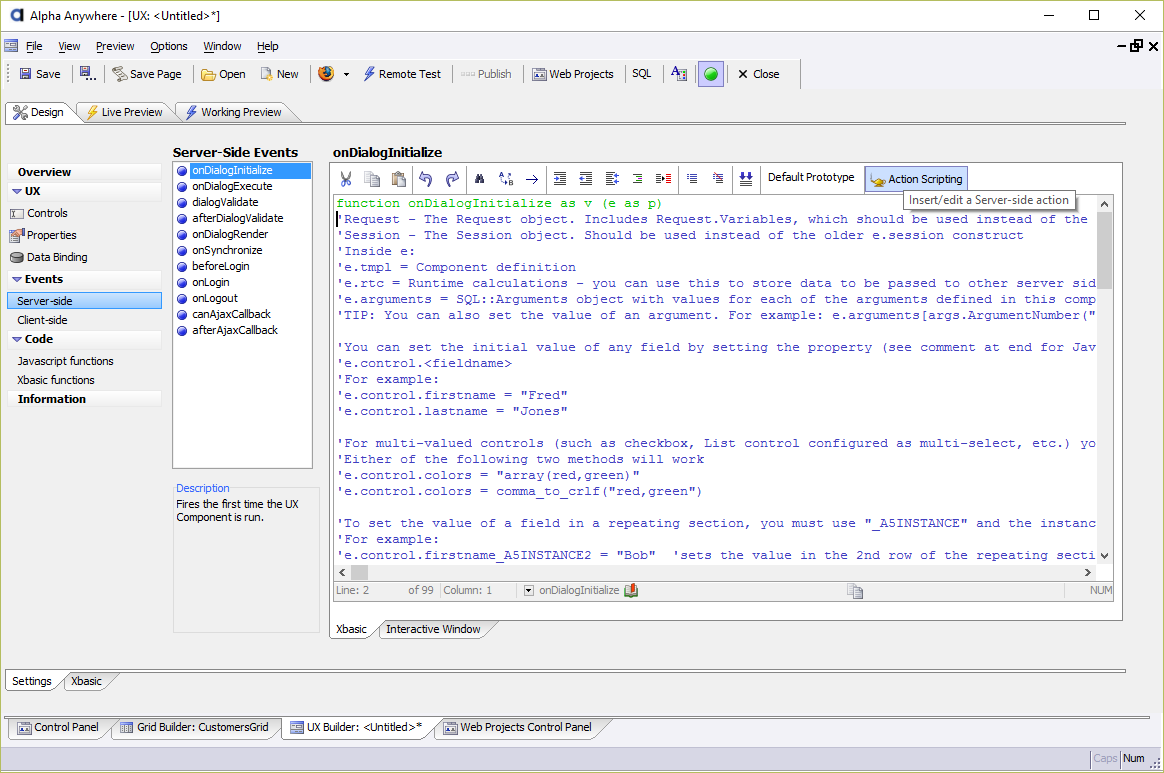 Alpha Anywhere - [UX: <Untitled>*]
File View Preview Options Window Help
Save Save Page Open New Remote Test Publish Web Projects SQL Close
Design Live Preview Working Preview
Overview
UX
Controls
Properties
Data Binding
Events
Server-side
Client-side
Code
Javascript functions
Xbasic functions
Information
Server-Side Events
onDialogInitialize
onDialogExecute
dialogValidate
afterDialogValidate
onDialogRender
onSynchronize
beforeLogin
onLogin
onLogout
canAjaxCallback
afterAjaxCallback
Description
Fires the first time the UX
Component is run.
onDialogInitialize
Default Prototype Action Scripting
Insert/edit a Server-side action
function onDialogInitialize as v (e as p)
'Request - The Request object. Includes Request.Variables, which should be used instead of the
'Session - The Session object. Should be used instead of the older e.session construct
'Inside e:
'e.tmpl = Component definition
'e.rtc = Runtime calculations - you can use this to store data to be passed to other server sid
'e.arguments = SQL::Arguments object with values for each of the arguments defined in this comp
'TIP: You can also set the value of an argument. For example: e.arguments[args.ArgumentNumber("
'You can set the initial value of any field by setting the property (see comment at end for Jav
'e.control.<fieldname>
'For example:
'e.control.firstname = "Fred"
'e.control.lastname = "Jones"
'For multi-valued controls (such as checkbox, List control configured as multi-select, etc.) yo
'Either of the following two methods will work
'e.control.colors = "array(red,green)"
'e.control.colors = comma_to_crlf("red,green")
'To set the value of a field in a repeating section, you must use "_A5INSTANCE" and the instanc
'For example:
'e.control.firstname_A5INSTANCE2 = "Bob"  'sets the value in the 2nd row of the repeating secti
Line: 2 of 99 Column: 1 onDialogInitialize NUM
Xbasic Interactive Window
Settings Xbasic
Control Panel Grid Builder: CustomersGrid UX Builder: <Untitled>* Web Projects Control Panel
Caps Num